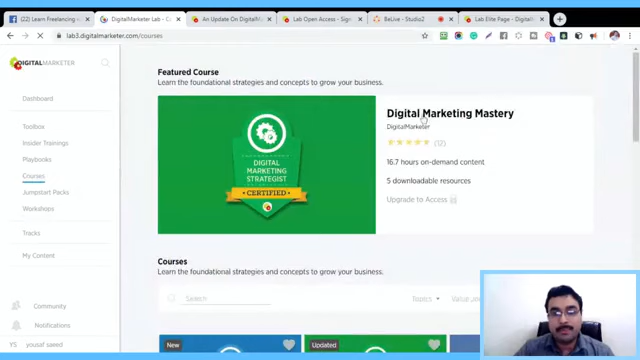 (22) Learn Freelancing
DigitalMarketer Lab - C
An Update On DigitalM
Lab Open Access - Sign
BeLive - Studio2
Lab Elite Page - DigitalM
lab3.digitalmarketer.com/courses
DIGITALMARKETER
Dashboard
Toolbox
Insider Trainings
Playbooks
Courses
Jumpstart Packs
Workshops
Tracks
My Content
Community
Notifications
YS yousaf saeed
Featured Course
Learn the foundational strategies and concepts to grow your business.
DIGITAL
MARKETING
STRATEGIST
CERTIFIED
Digital Marketing Mastery
DigitalMarketer
(12)
16.7 hours on-demand content
5 downloadable resources
Upgrade to Access
Courses
Learn the foundational strategies and concepts to grow your business.
Search
Topics
New
Updated